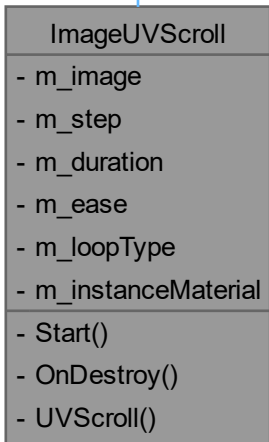 ImageUVScroll
- m_image
- m_step
- m_duration
- m_ease
- m_loopType
- m_instanceMaterial
- Start()
- OnDestroy()
- UVScroll()